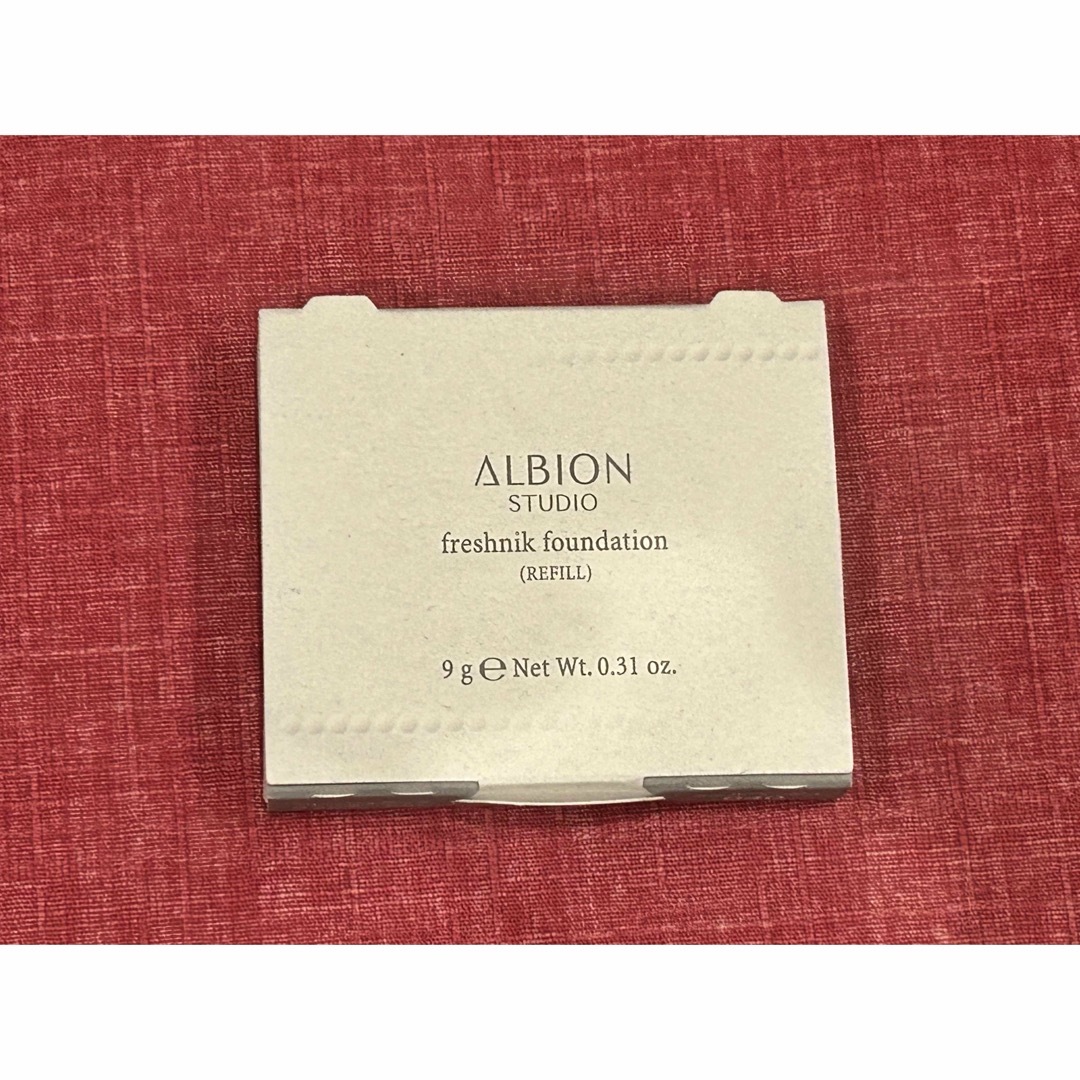 ALBION
STUDIO
freshnik foundation
(REFILL)
9 g ℮ Net Wt. 0.31 oz.